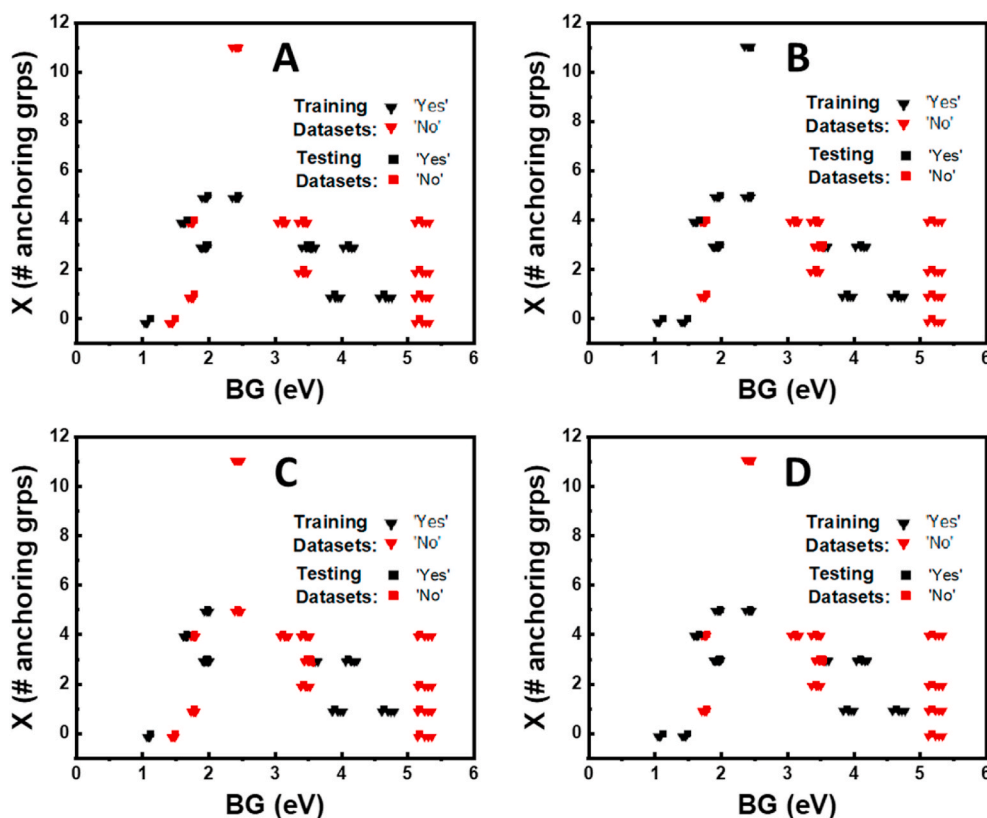 12
10
8
6
4
2
0
X (# anchoring grps)
A
Training 'Yes'
Datasets: 'No'
Testing 'Yes'
Datasets: 'No'
0 1 2 3 4 5 6
BG (eV)
12
10
8
6
4
2
0
X (# anchoring grps)
B
Training 'Yes'
Datasets: 'No'
Testing 'Yes'
Datasets: 'No'
0 1 2 3 4 5 6
BG (eV)
12
10
8
6
4
2
0
X (# anchoring grps)
C
Training 'Yes'
Datasets: 'No'
Testing 'Yes'
Datasets: 'No'
0 1 2 3 4 5 6
BG (eV)
12
10
8
6
4
2
0
X (# anchoring grps)
D
Training 'Yes'
Datasets: 'No'
Testing 'Yes'
Datasets: 'No'
0 1 2 3 4 5 6
BG (eV)